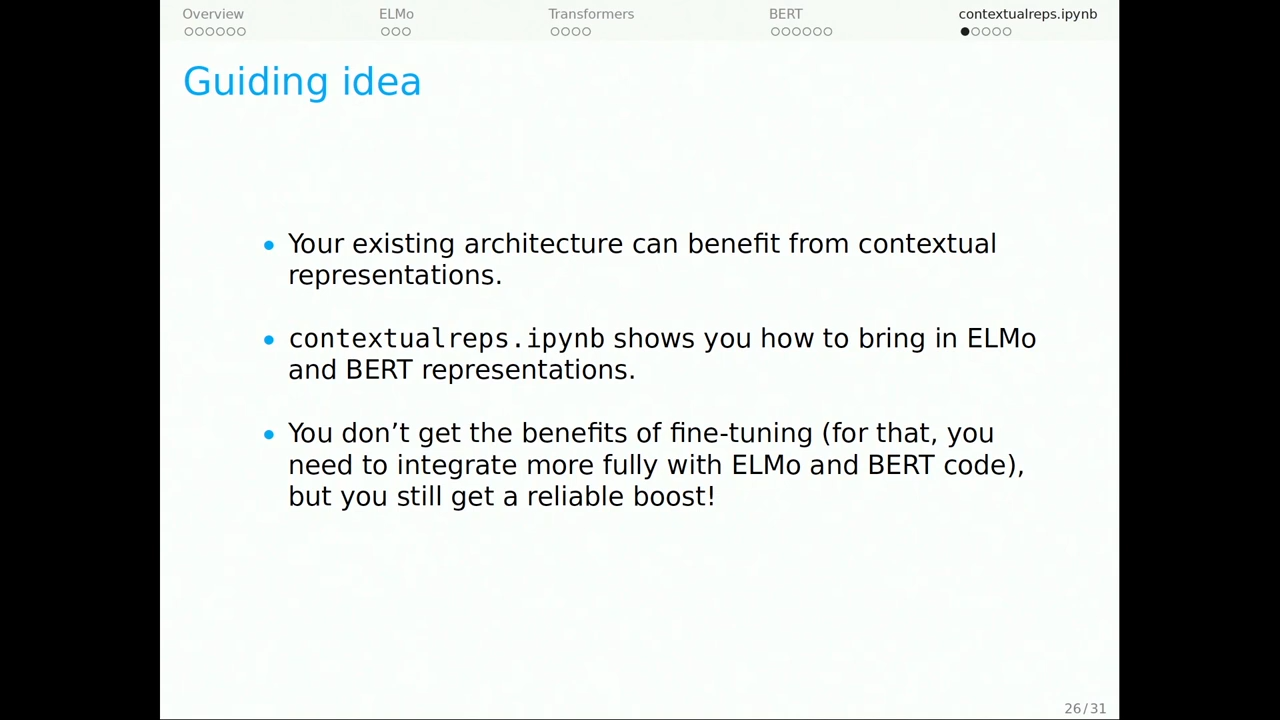 Overview ELMo Transformers BERT contextualreps.ipynb
Guiding idea
• Your existing architecture can benefit from contextual
representations.
• contextualreps.ipynb shows you how to bring in ELMo
and BERT representations.
• You don’t get the benefits of fine-tuning (for that, you
need to integrate more fully with ELMo and BERT code),
but you still get a reliable boost!
26/31